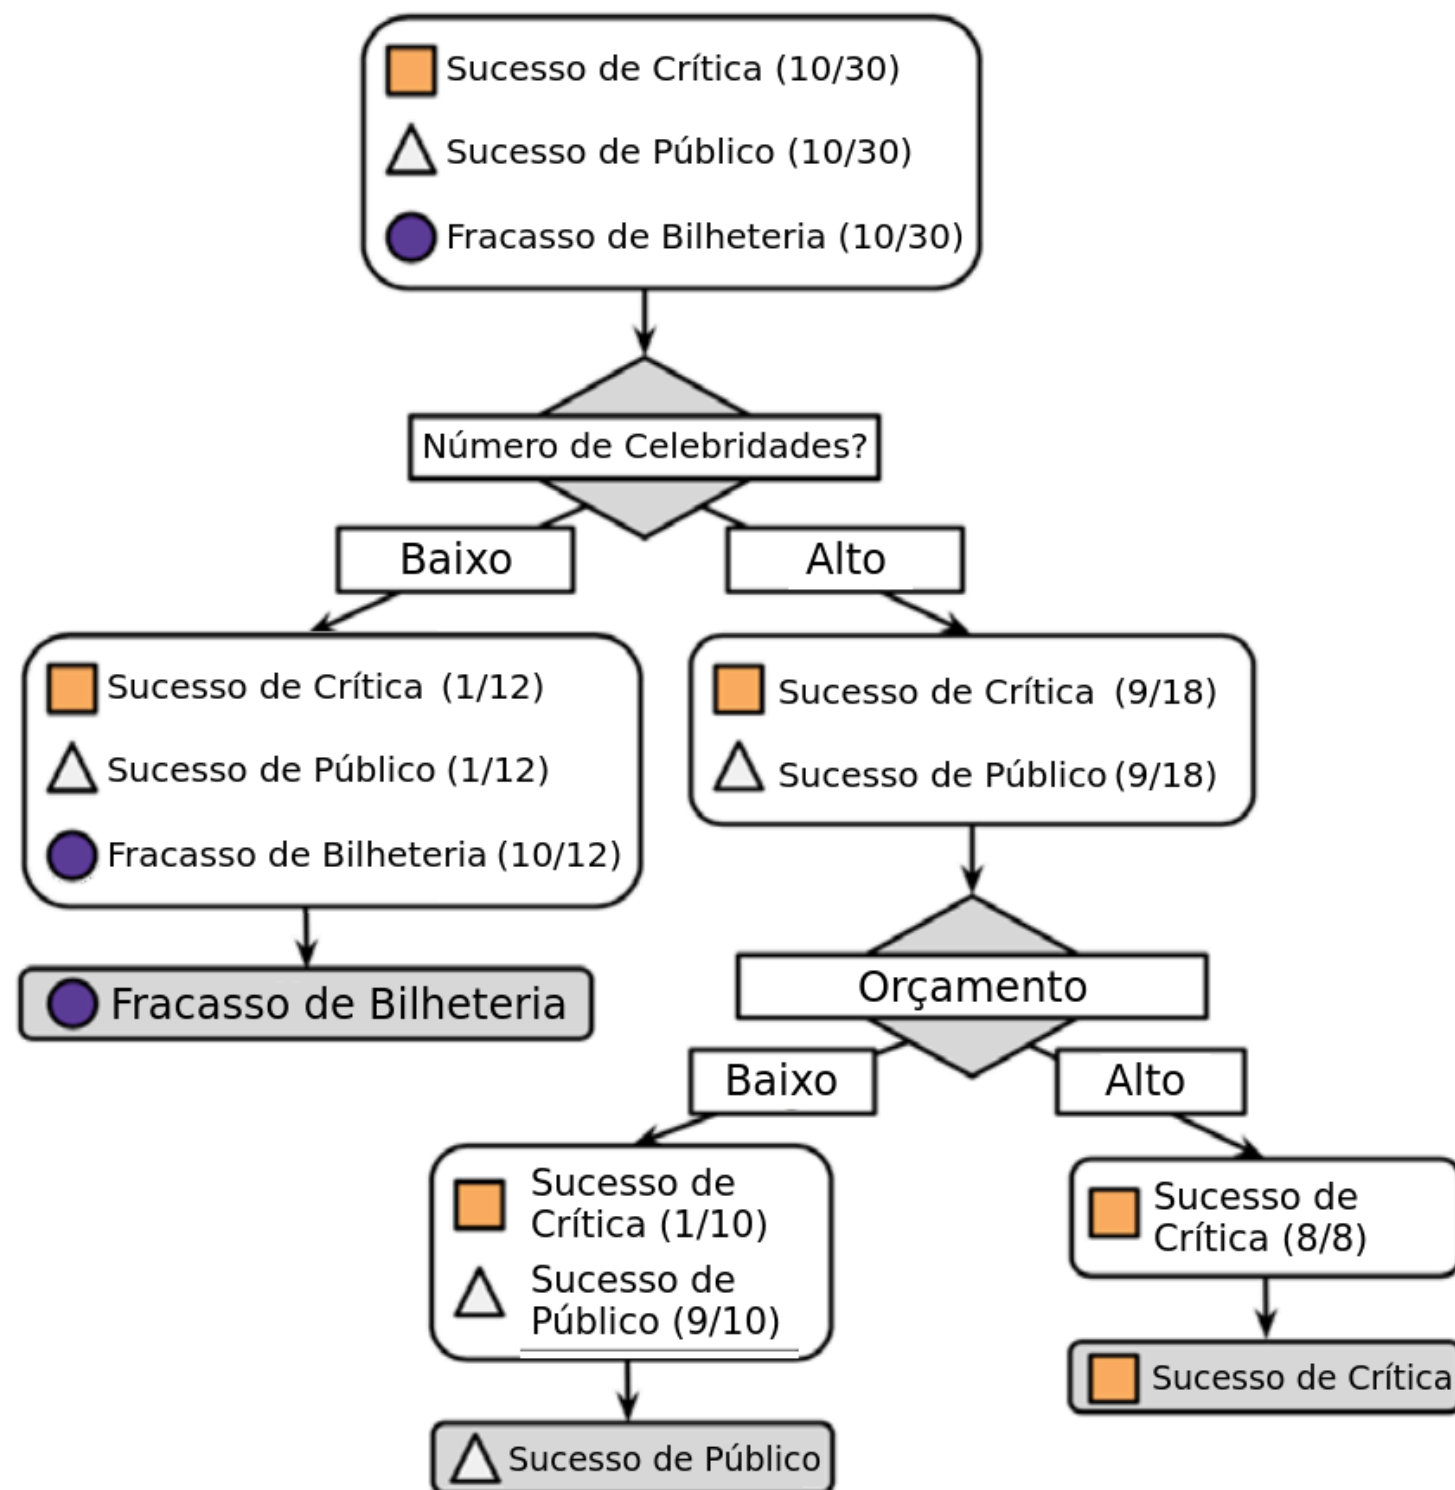 Sucesso de Crítica (10/30)
Sucesso de Público (10/30)
Fracasso de Bilheteria (10/30)
Número de Celebridades?
Baixo
Alto
Sucesso de Crítica (1/12)
Sucesso de Público (1/12)
Fracasso de Bilheteria (10/12)
Sucesso de Crítica (9/18)
Sucesso de Público (9/18)
Fracasso de Bilheteria
Orçamento
Baixo
Alto
Sucesso de
Crítica (1/10)
Sucesso de
Público (9/10)
Sucesso de
Crítica (8/8)
Sucesso de Crítica
Sucesso de Público